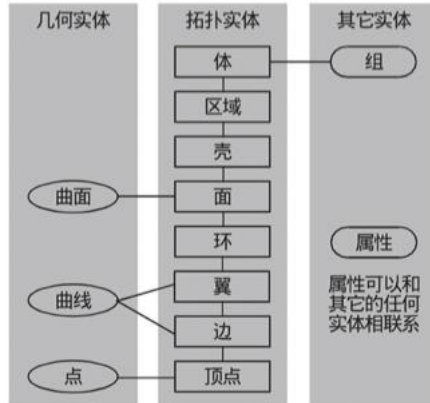 几何实体
拓扑实体
其它实体
体
组
区域
壳
曲面
面
环
属性
翼
属性可以和
其它的任何
实体相联系
曲线
边
点
顶点